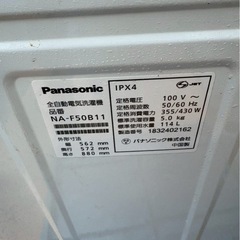 Panasonic
全自動電気洗濯機
品番
NA-F50B11
外形寸法
幅 562 mm
奥行 572 mm
高さ 880 mm
IPX4
JET
定格電圧 100 V ～
定格周波数 50/60 Hz
定格消費電力 355/430 W
標準洗濯容量 5.0 kg
標準使用水量 114 L
製造番号 1832402162
パナソニック株式会社
中国製